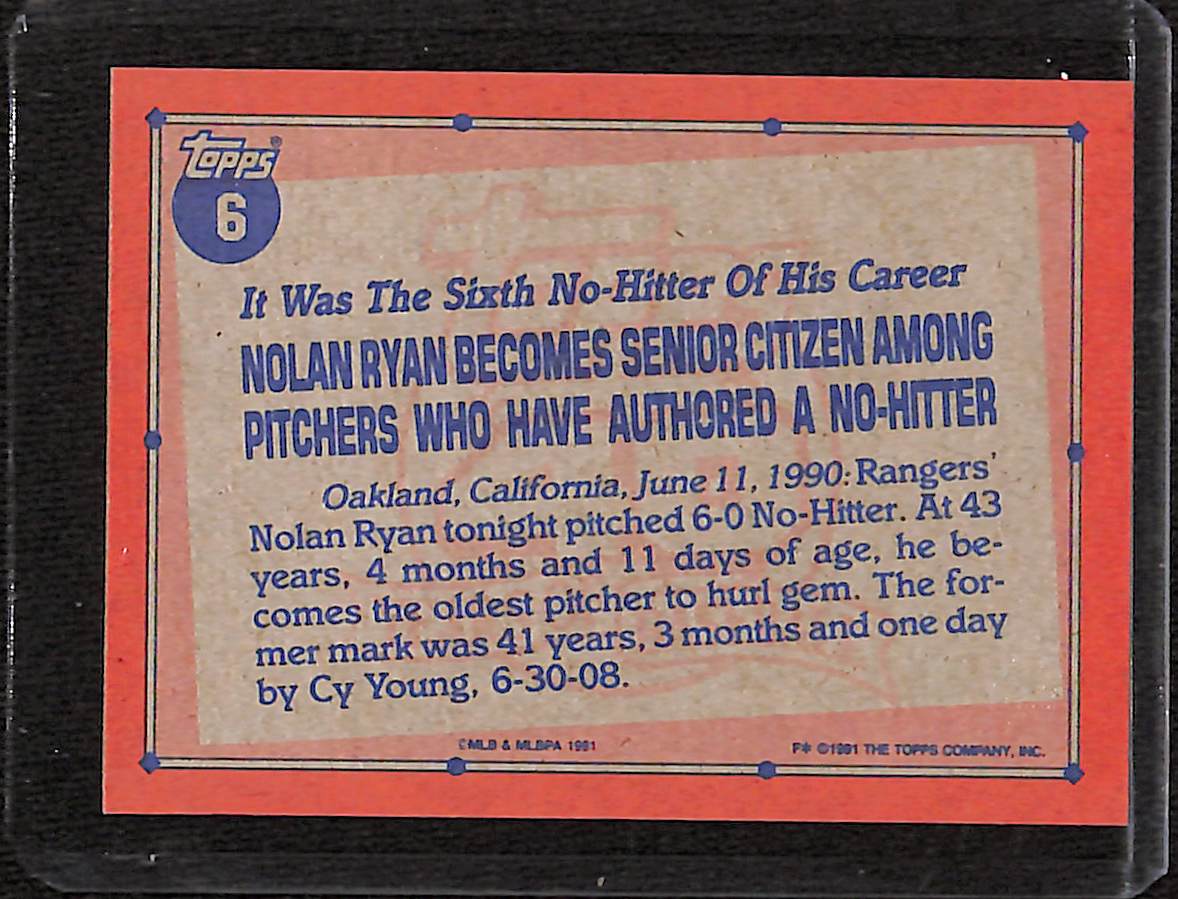 topps®
6
It Was The Sixth No-Hitter Of His Career
NOLAN RYAN BECOMES SENIOR CITIZEN AMONG
PITCHERS WHO HAVE AUTHORED A NO-HITTER
Oakland, California, June 11, 1990: Rangers'
Nolan Ryan tonight pitched 6-0 No-Hitter. At 43
years, 4 months and 11 days of age, he be-
comes the oldest pitcher to hurl gem. The for-
mer mark was 41 years, 3 months and one day
by Cy Young, 6-30-08.
©MLB & MLBPA 1991
F* ©1991 THE TOPPS COMPANY, INC.